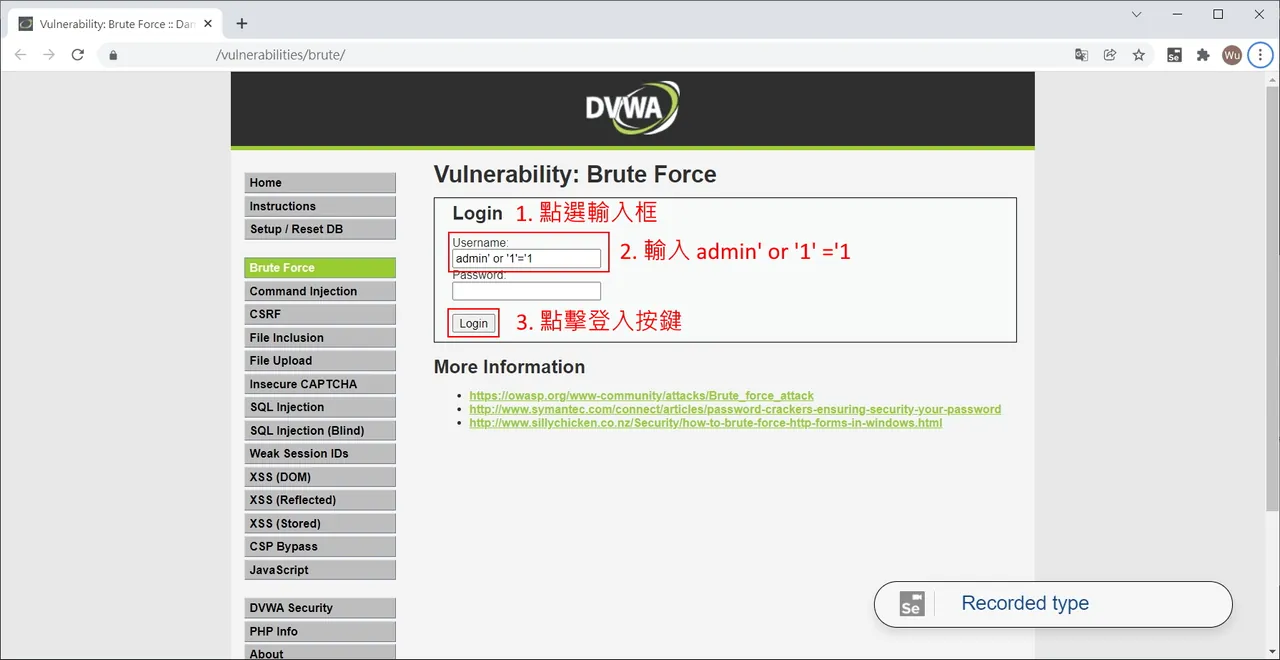 Vulnerability: Brute Force :: Dam
/vulnerabilities/brute/
Se
Wu
DVWA
Home
Instructions
Setup / Reset DB
Brute Force
Command Injection
CSRF
File Inclusion
File Upload
Insecure CAPTCHA
SQL Injection
SQL Injection (Blind)
Weak Session IDs
XSS (DOM)
XSS (Reflected)
XSS (Stored)
CSP Bypass
JavaScript
DVWA Security
PHP Info
About
Vulnerability: Brute Force
Login 1. 點選輸入框
Username:
admin' or '1'='1
2. 輸入 admin' or '1' ='1
Password:
Login 3. 點擊登入按鍵
More Information
https://owasp.org/www-community/attacks/Brute_force_attack
http://www.symantec.com/connect/articles/password-crackers-ensuring-security-your-password
http://www.sillychicken.co.nz/Security/how-to-brute-force-http-forms-in-windows.html
Se Recorded type